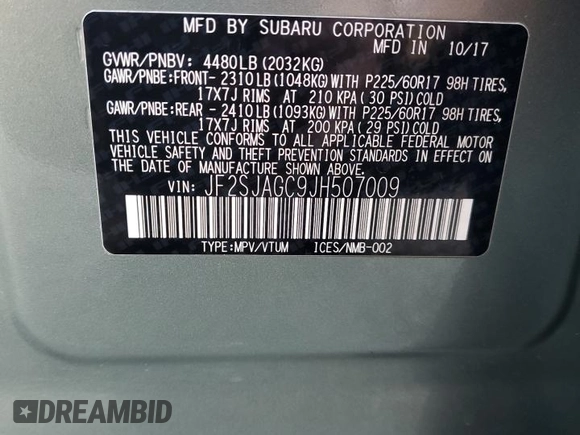 MFD BY SUBARU CORPORATION
MFD IN 10/17
GVWR/PNBV: 4480LB(2032KG)
GAWR/PNBE:FRONT- 2310LB(1048KG)WITH P225/60R17 98H TIRES,
17X7J RIMS AT 210 KPA( 30 PSI)COLD
GAWR/PNBE:REAR - 2410LB(1093KG)WITH P225/60R17 98H TIRES,
17X7J RIMS AT 200 KPA( 29 PSI)COLD
THIS VEHICLE CONFORMS TO ALL APPLICABLE FEDERAL MOTOR
VEHICLE SAFETY AND THEFT PREVENTION STANDARDS IN EFFECT ON
THE DATE OF MANUFACTURE SHOWN ABOVE.
VIN: JF2SJAGC9JH507009
TYPE:MPV/VTUM ICES/NMB-002
DREAMBID